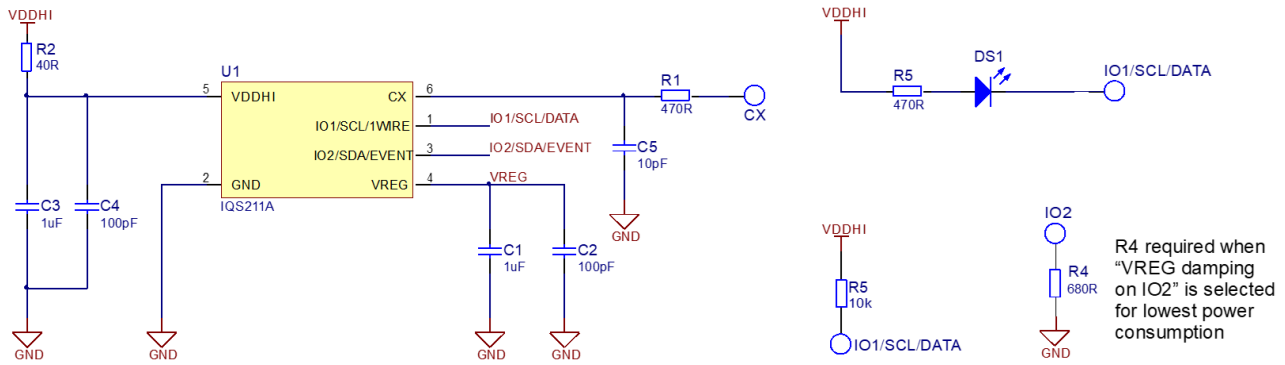 VDDHI
R2
40R
U1
5
VDDHI
CX
6
IO1/SCL/1WIRE
1
IO1/SCL/DATA
IO2/SDA/EVENT
3
IO2/SDA/EVENT
2
GND
VREG
4
VREG
IQS211A
R1
470R
CX
C5
10pF
GND
C3
1uF
C4
100pF
C1
1uF
C2
100pF
GND
GND
GND
GND
VDDHI
R5
470R
DS1
IO1/SCL/DATA
VDDHI
R5
10k
IO1/SCL/DATA
IO2
R4
680R
GND
R4 required when
“VREG damping
on IO2” is selected
for lowest power
consumption